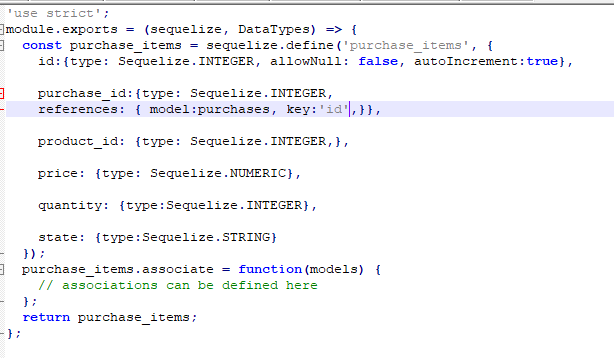 'use strict';
module.exports = (sequelize, DataTypes) => {
  const purchase_items = sequelize.define('purchase_items', {
    id:{type: Sequelize.INTEGER, allowNull: false, autoIncrement:true},
    purchase_id:{type: Sequelize.INTEGER,
    references: { model:purchases, key:'id',}},
    product_id: {type: Sequelize.INTEGER,},
    price: {type: Sequelize.NUMERIC},
    quantity: {type:Sequelize.INTEGER},
    state: {type:Sequelize.STRING}
  });
  purchase_items.associate = function(models) {
    // associations can be defined here
  };
  return purchase_items;
};